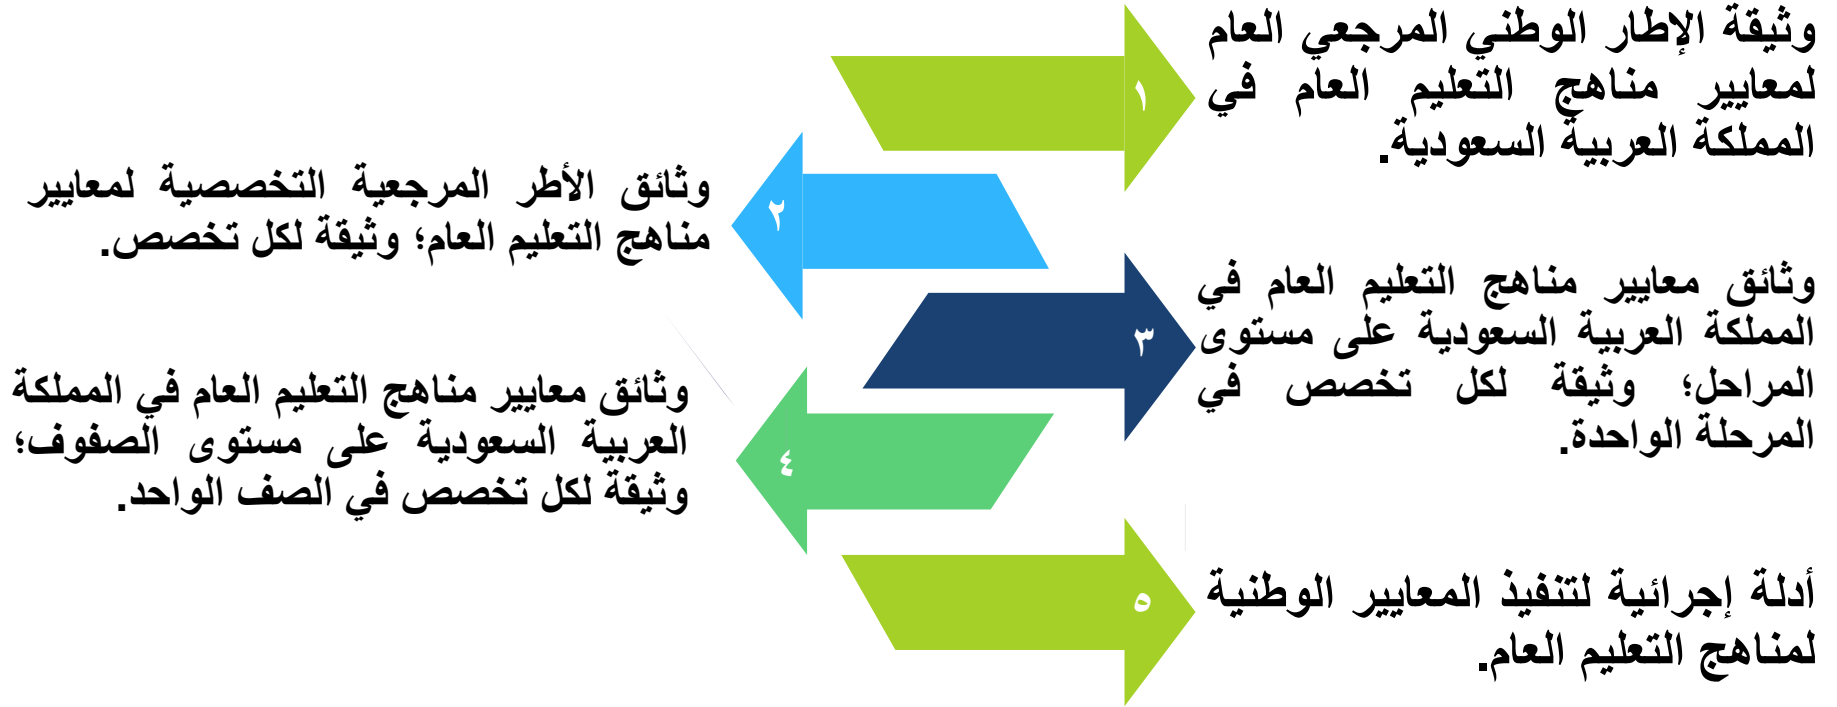 ١
وثيقة الإطار الوطني المرجعي العام
لمعايير مناهج التعليم العام في
المملكة العربية السعودية.
٢
وثائق الأطر المرجعية التخصصية لمعايير
مناهج التعليم العام؛ وثيقة لكل تخصص.
٣
وثائق معايير مناهج التعليم العام في
المملكة العربية السعودية على مستوى
المراحل؛ وثيقة لكل تخصص في
المرحلة الواحدة.
٤
وثائق معايير مناهج التعليم العام في المملكة
العربية السعودية على مستوى الصفوف؛
وثيقة لكل تخصص في الصف الواحد.
٥
أدلة إجرائية لتنفيذ المعايير الوطنية
لمناهج التعليم العام.